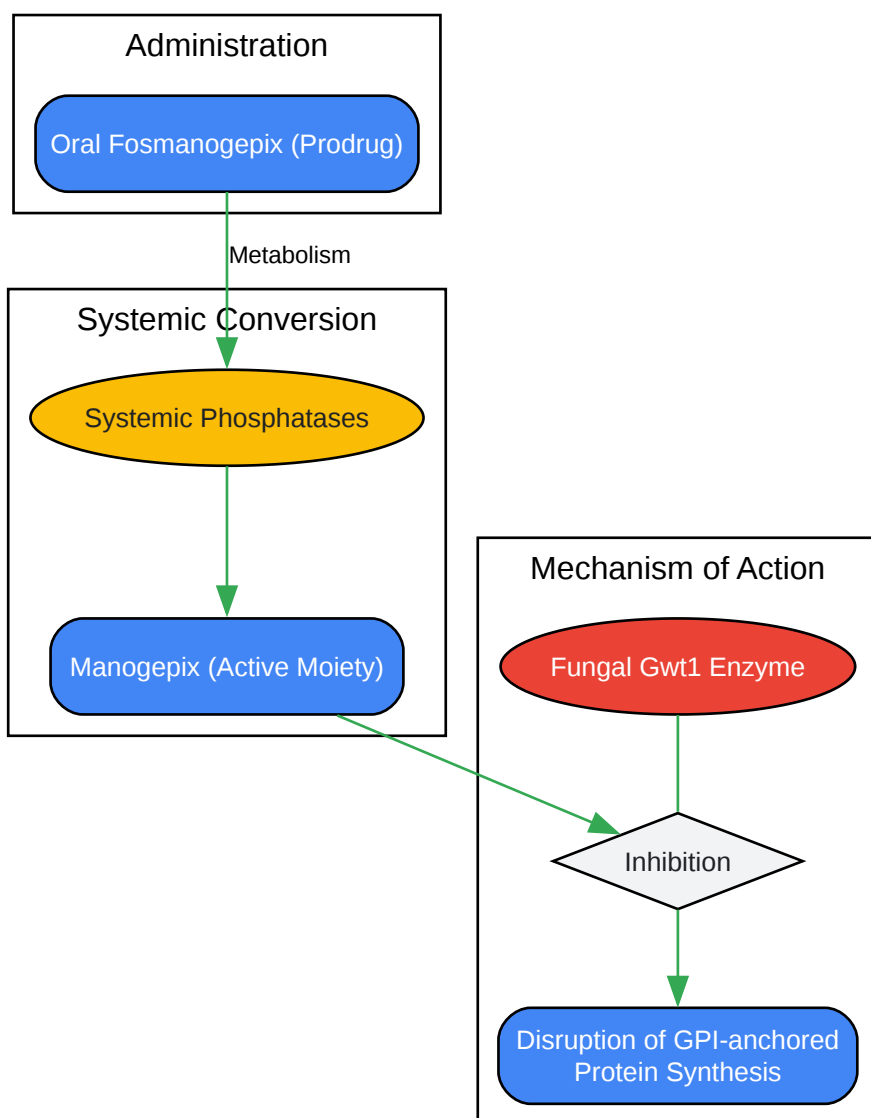 Administration
Oral Fosmanogepix (Prodrug)
Metabolism
Systemic Conversion
Systemic Phosphatases
Manogepix (Active Moiety)
Mechanism of Action
Fungal Gwt1 Enzyme
Inhibition
Disruption of GPI-anchored
Protein Synthesis